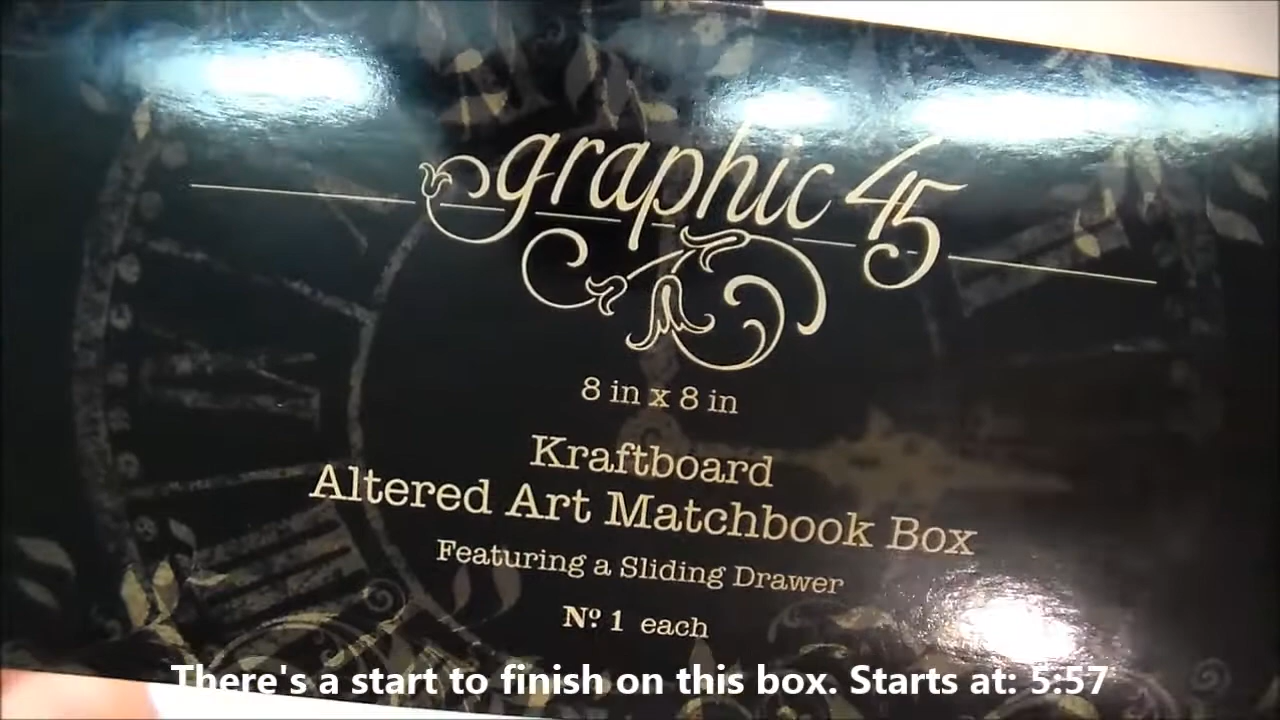 graphic 45
8 in x 8 in
Kraftboard
Altered Art Matchbook Box
Featuring a Sliding Drawer
Nº 1 each
There's a start to finish on this box. Starts at: 5:57